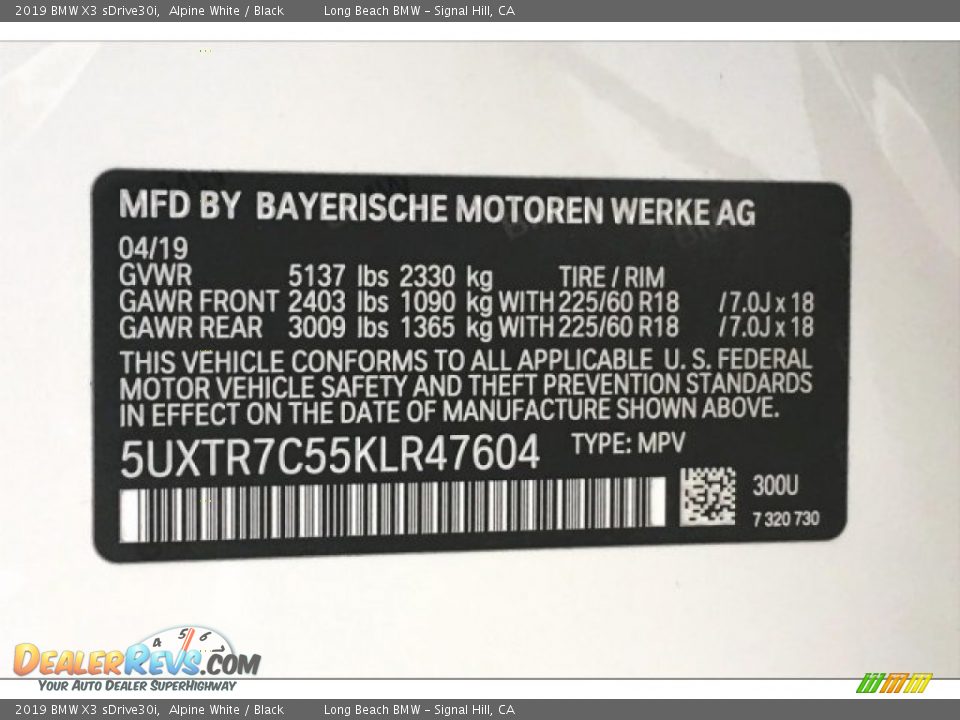 2019 BMW X3 sDrive30i, Alpine White / Black Long Beach BMW - Signal Hill, CA
MFD BY BAYERISCHE MOTOREN WERKE AG
04/19
GVWR 5137 lbs 2330 kg TIRE / RIM
GAWR FRONT 2403 lbs 1090 kg WITH 225/60 R18 /7.0J x 18
GAWR REAR 3009 lbs 1365 kg WITH 225/60 R18 /7.0J x 18
THIS VEHICLE CONFORMS TO ALL APPLICABLE U. S. FEDERAL
MOTOR VEHICLE SAFETY AND THEFT PREVENTION STANDARDS
IN EFFECT ON THE DATE OF MANUFACTURE SHOWN ABOVE.
5UXTR7C55KLR47604 TYPE: MPV
300U
7 320 730
4 5 6 7
DEALERREVS.COM
YOUR AUTO DEALER SUPERHIGHWAY
2019 BMW X3 sDrive30i, Alpine White / Black Long Beach BMW - Signal Hill, CA